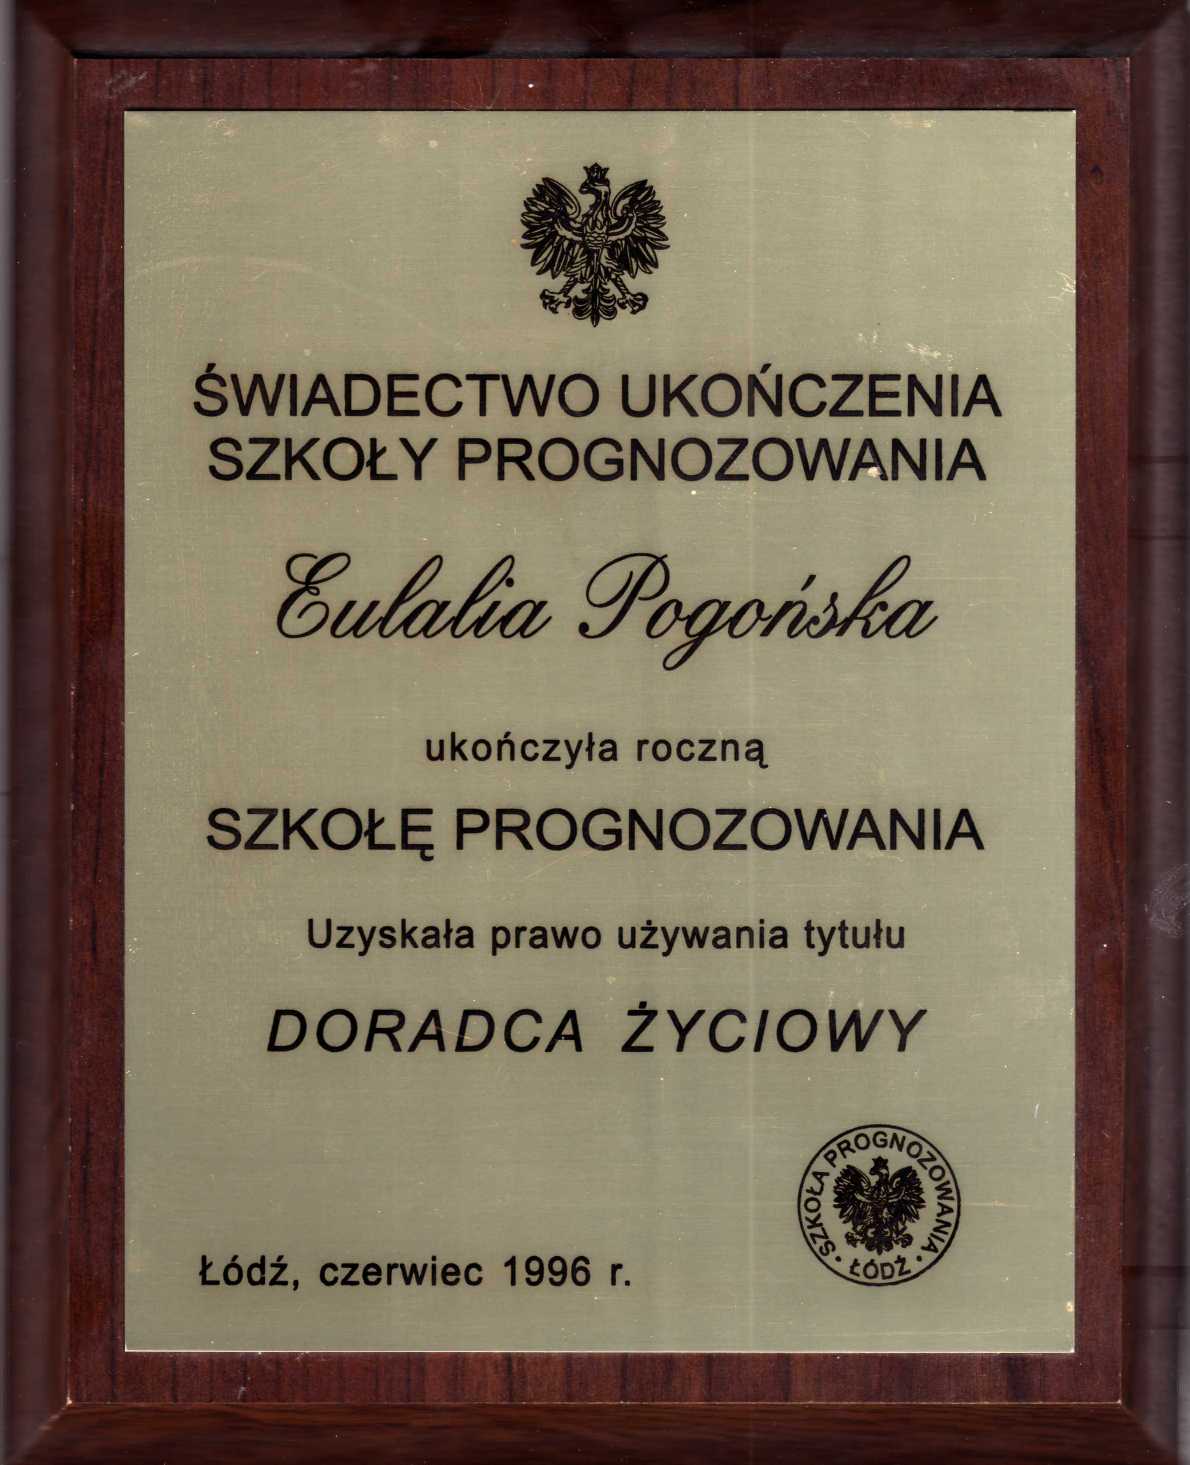 ŚWIADECTWO UKOŃCZENIA
SZKOŁY PROGNOZOWANIA
Eulalia Pogońska
ukończyła roczną
SZKOŁĘ PROGNOZOWANIA
Uzyskała prawo używania tytułu
DORADCA ŻYCIOWY
SZKOŁA PROGNOZOWANIA
• ŁÓDŹ •
Łódź, czerwiec 1996 r.